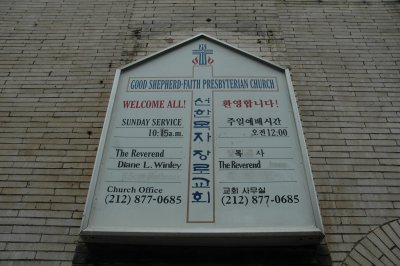 GOOD SHEPHERD-FAITH PRESBYTERIAN CHURCH
WELCOME ALL!
SUNDAY SERVICE
10:15a.m.
The Reverend
Diane L. Winley
Church Office
(212) 877-0685
선한목자장로교회
환영합니다!
주일예배시간
오전12:00
목사
The Reverend
교회 사무실
(212) 877-0685